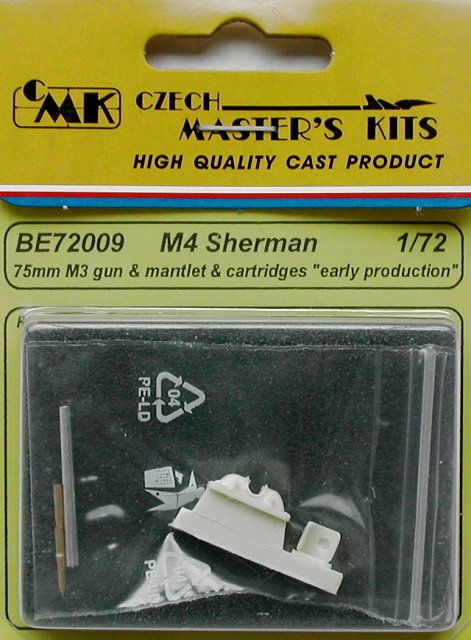 CMK
CZECH
MASTER'S KITS
HIGH QUALITY CAST PRODUCT
BE72009 M4 Sherman 1/72
75mm M3 gun & mantlet & cartridges "early production"
04
PE-LD
04